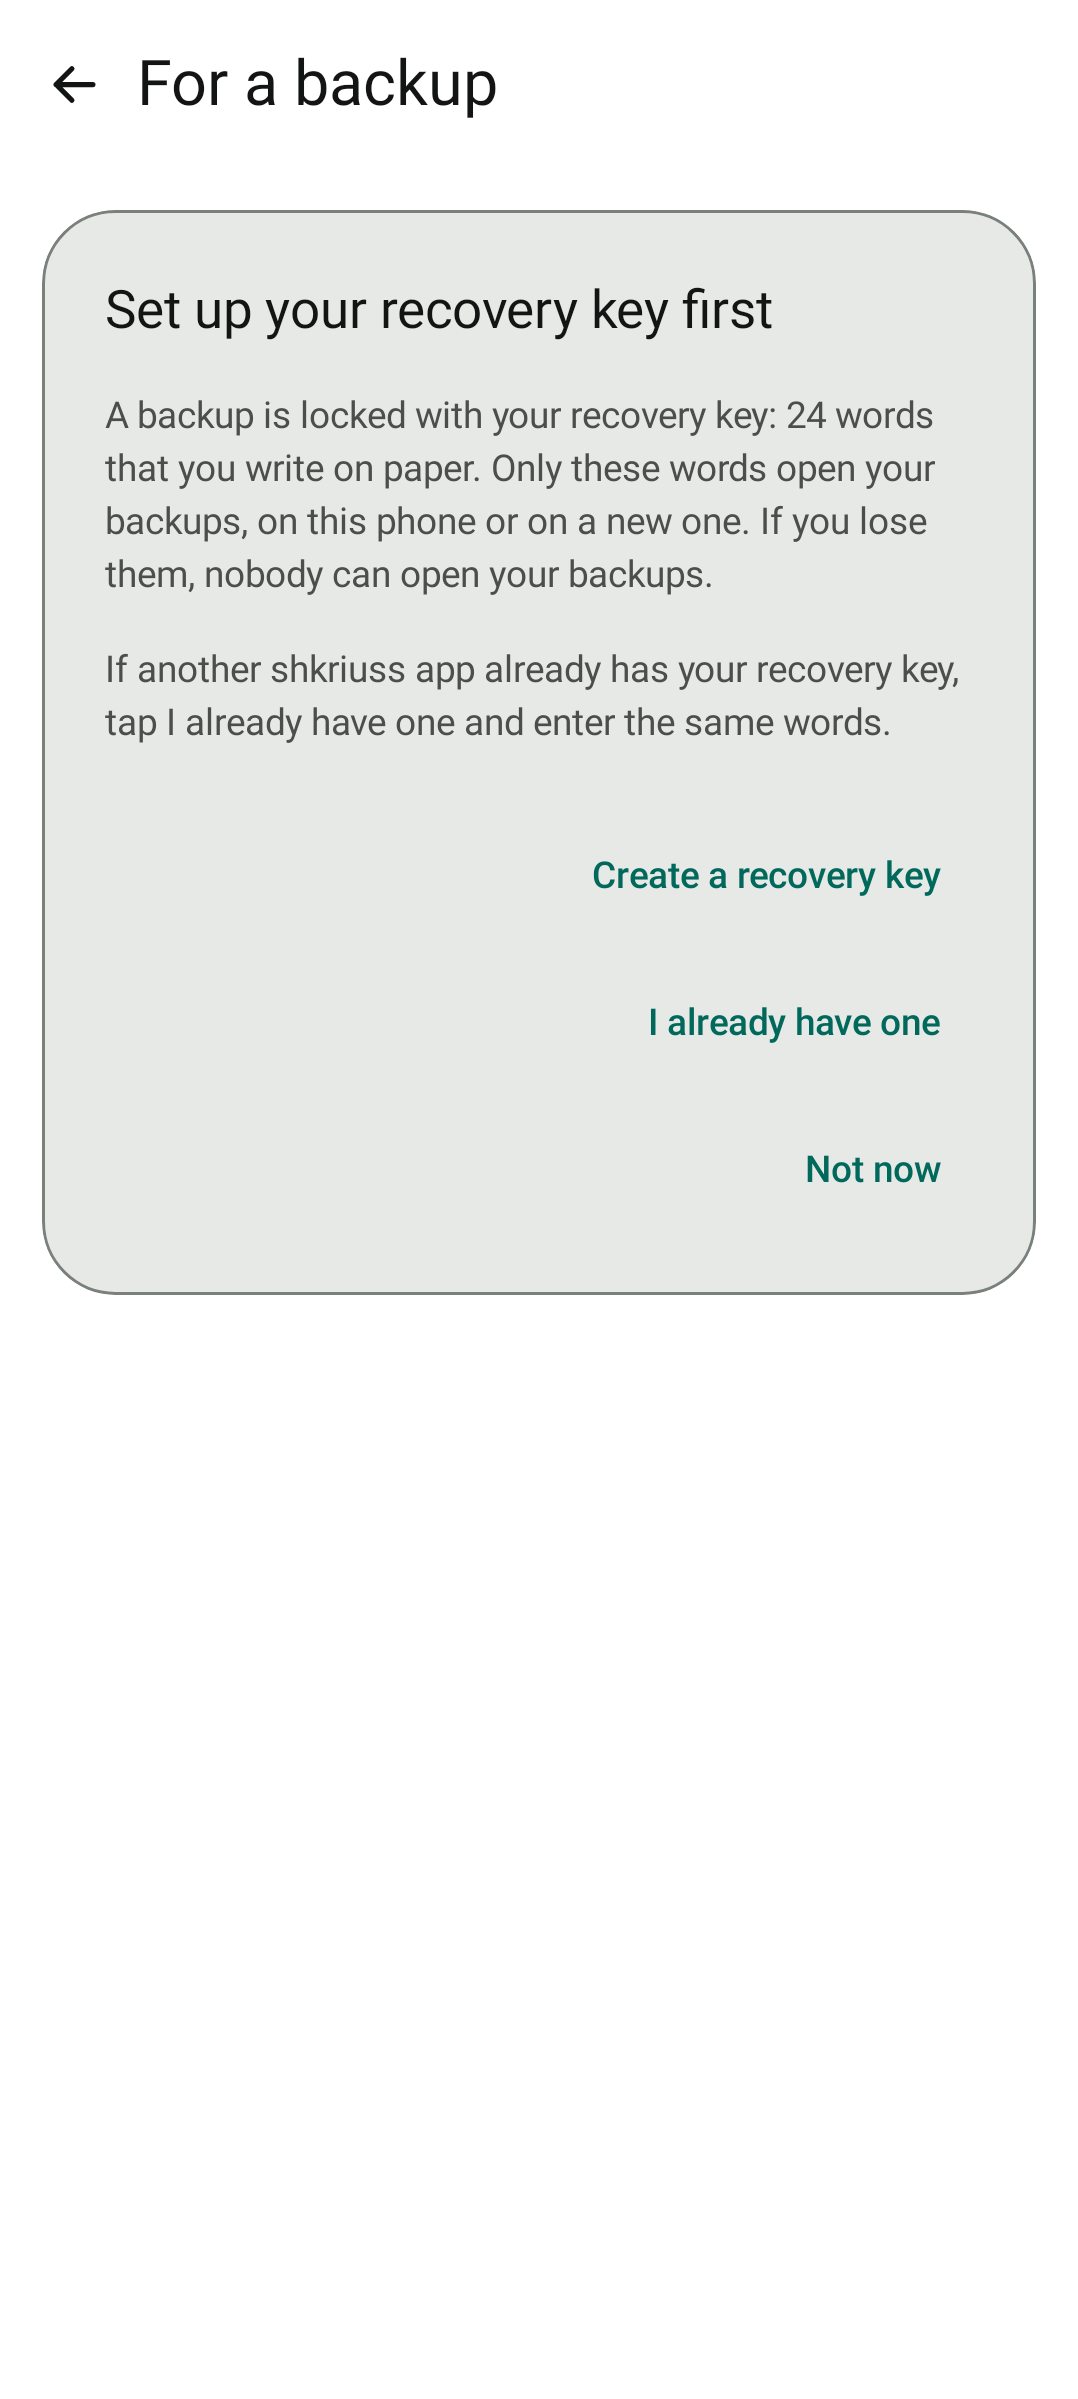 For a backup
Set up your recovery key first
A backup is locked with your recovery key: 24 words
that you write on paper. Only these words open your
backups, on this phone or on a new one. If you lose
them, nobody can open your backups.
If another shkriuss app already has your recovery key,
tap I already have one and enter the same words.
Create a recovery key
I already have one
Not now